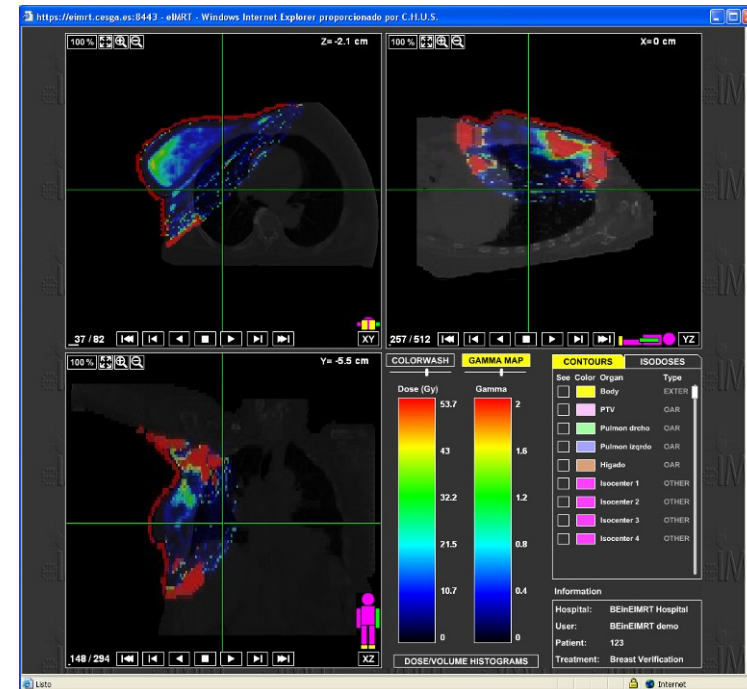 https://eimrt.cesga.es:8443 - eIMRT - Windows Internet Explorer proporcionado por C.H.U.S.
100 % Z= -2.1 cm
37 / 82 XY
100 % X= 0 cm
257 / 512 YZ
100 % Y= -5.5 cm
148 / 294 XZ
COLORWASH GAMMA MAP
Dose (Gy) Gamma
53.7 2
43 1.6
32.2 1.2
21.5 0.8
10.7 0.4
0 0
DOSE/VOLUME HISTOGRAMS
CONTOURS ISODOSES
See Color Organ Type
Body EXTER
PTV OAR
Pulmon drcho OAR
Pulmon izqrdo OAR
Higado OAR
Isocenter 1 OTHER
Isocenter 2 OTHER
Isocenter 3 OTHER
Isocenter 4 OTHER
Information
Hospital: BEinEIMRT Hospital
User: BEinEIMRT demo
Patient: 123
Treatment: Breast Verification
Listo Internet